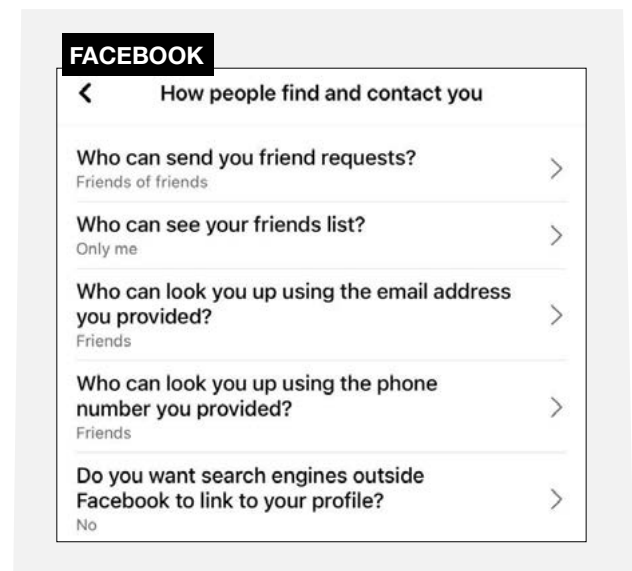 FACEBOOK
How people find and contact you
Who can send you friend requests?
Friends of friends
Who can see your friends list?
Only me
Who can look you up using the email address
you provided?
Friends
Who can look you up using the phone
number you provided?
Friends
Do you want search engines outside
Facebook to link to your profile?
No